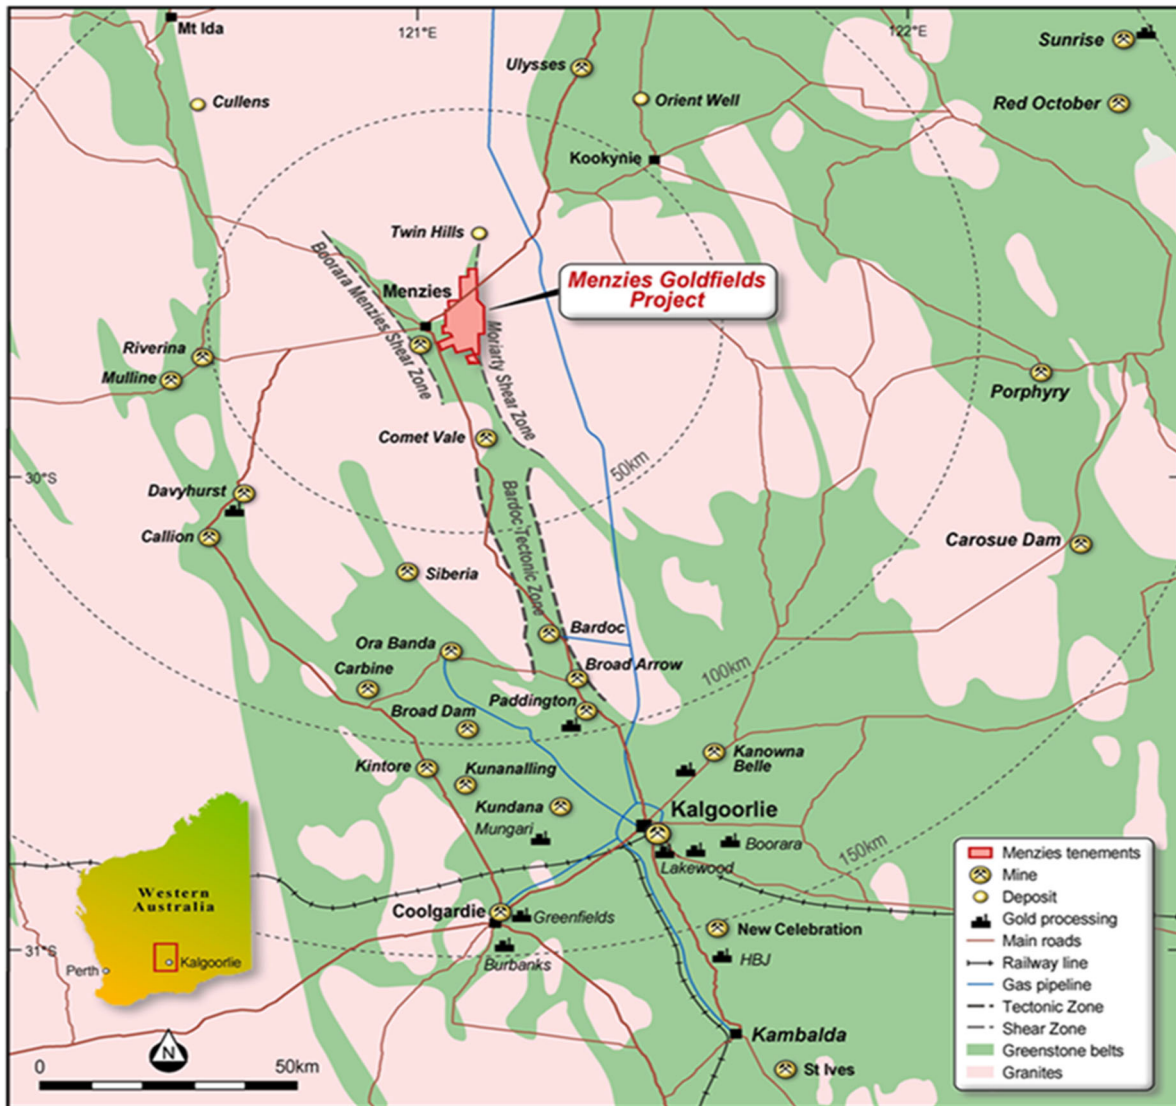 Mt Ida
121°E
122°E
Sunrise
Ulysses
Cullens
Orient Well
Red October
Kookynie
Twin Hills
Boorara Menzies Shear Zone
Menzies
Menzies Goldfields
Project
Moriarty Shear Zone
Riverina
Mulline
Porphyry
Comet Vale
50km
30°S
Davyhurst
Bardoc Tectonic Zone
Callion
Carosue Dam
Siberia
Bardoc
Ora Banda
Broad Arrow
Carbine
100km
Paddington
Broad Dam
Kanowna
Belle
Kintore
Kunanalling
Kundana
Kalgoorlie
Mungari
Boorara
150km
Lakewood
Western
Australia
Coolgardie
Greenfields
New Celebration
31°S
Perth
Kalgoorlie
Burbanks
HBJ
Kambalda
St Ives
N
0
50km
Menzies tenements
Mine
Deposit
Gold processing
Main roads
Railway line
Gas pipeline
Tectonic Zone
Shear Zone
Greenstone belts
Granites